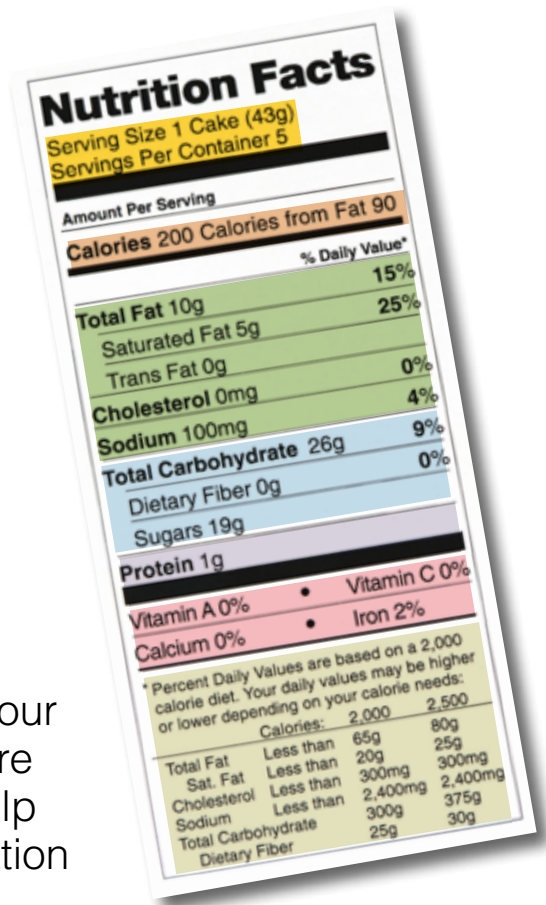 Nutrition Facts
Serving Size 1 Cake (43g)
Servings Per Container 5
Amount Per Serving
Calories 200 Calories from Fat 90
% Daily Value*
Total Fat 10g 15%
Saturated Fat 5g 25%
Trans Fat 0g
Cholesterol 0mg 0%
Sodium 100mg 4%
Total Carbohydrate 26g 9%
Dietary Fiber 0g 0%
Sugars 19g
Protein 1g
Vitamin A 0% • Vitamin C 0%
Calcium 0% • Iron 2%
* Percent Daily Values are based on a 2,000
calorie diet. Your daily values may be higher
or lower depending on your calorie needs:
Calories: 2,000 2,500
Total Fat Less than 65g 80g
Sat. Fat Less than 20g 25g
Cholesterol Less than 300mg 300mg
Sodium Less than 2,400mg 2,400mg
Total Carbohydrate 300g 375g
Dietary Fiber 25g 30g
our
re
lp
tion